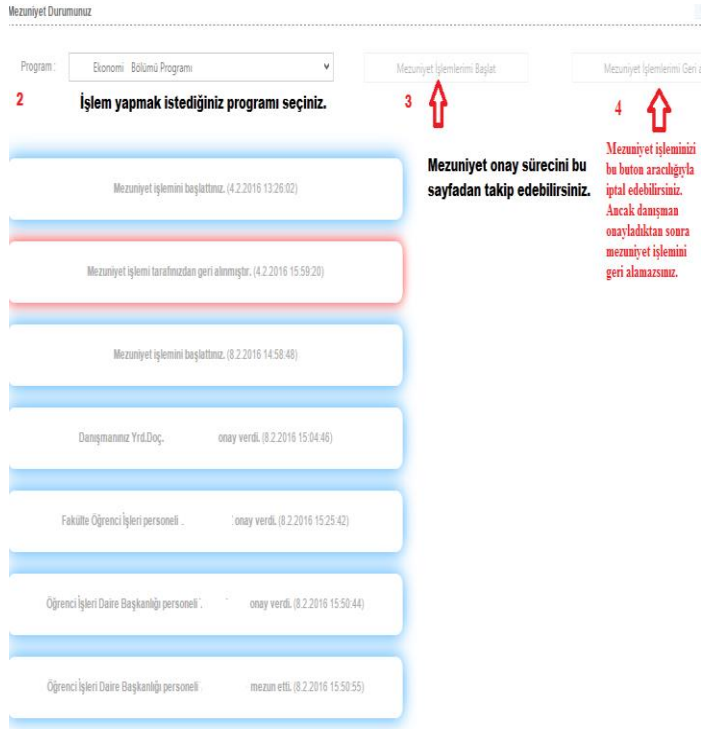 Mezuniyet Durumunuz
Program :
Ekonomi Bölümü Programı
Mezuniyet İşlemlerimi Başlat
Mezuniyet İşlemlerimi Geri a
2
İşlem yapmak istediğiniz programı seçiniz.
3
4
Mezuniyet onay sürecini bu
sayfadan takip edebilirsiniz.
Mezuniyet işleminizi
bu buton aracılığıyla
iptal edebilirsiniz.
Ancak danışman
onayladıktan sonra
mezuniyet işlemini
geri alamazsınız.
Mezuniyet işlemini başlattınız. (4.2.2016 13:26:02)
Mezuniyet işlemi tarafınızdan geri alınmıştır. (4.2.2016 15:59:20)
Mezuniyet işlemini başlattınız. (8.2.2016 14:58:48)
Danışmanınız Yrd.Doç. onay verdi. (8.2.2016 15:04:46)
Fakülte Öğrenci İşleri personeli onay verdi. (8.2.2016 15:25:42)
Öğrenci İşleri Daire Başkanlığı personeli onay verdi. (8.2.2016 15:50:44)
Öğrenci İşleri Daire Başkanlığı personeli mezun etti. (8.2.2016 15:50:55)